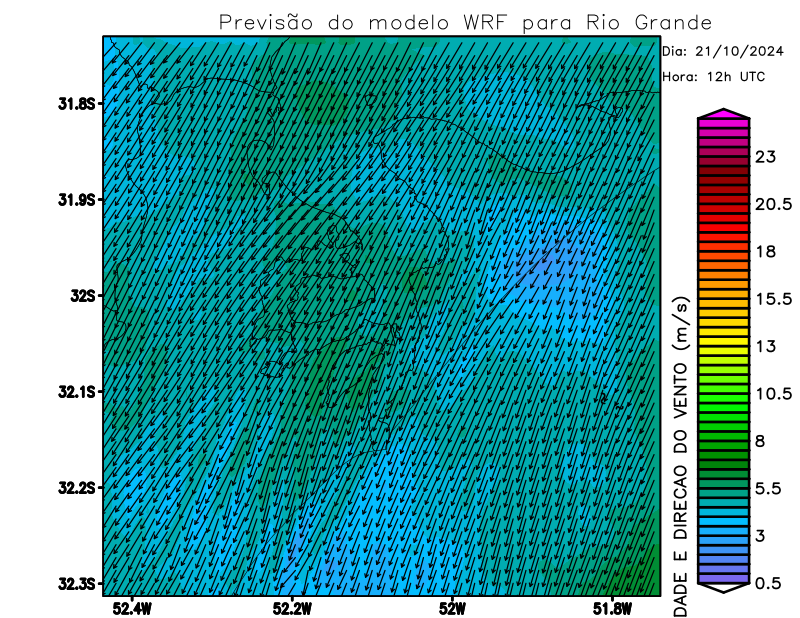 Previsão do modelo WRF para Rio Grande
Dia: 21/10/2024
Hora: 12h UTC
31.8S
31.9S
32S
32.1S
32.2S
32.3S
52.4W
52.2W
52W
51.8W
23
20.5
18
15.5
13
10.5
8
5.5
3
0.5
DADE E DIRECAO DO VENTO (m/s)